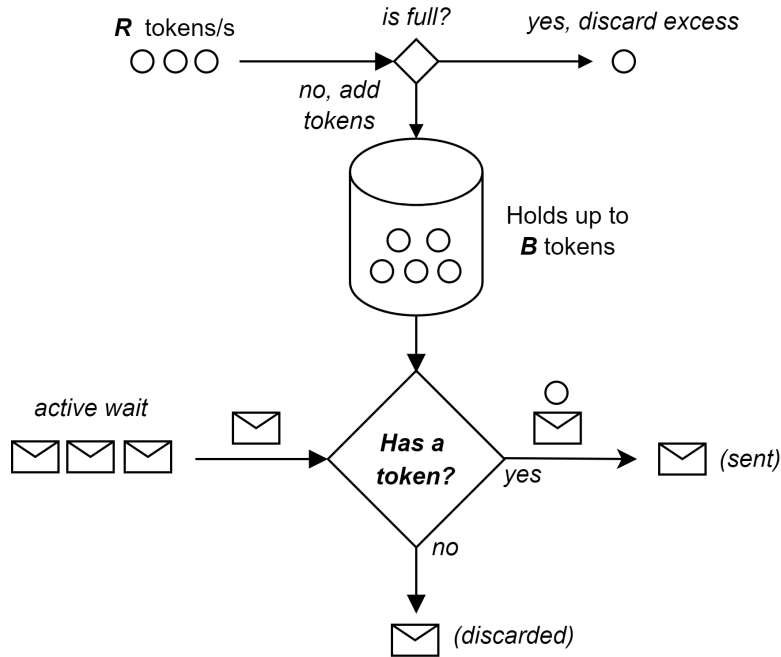 R tokens/s
is full?
yes, discard excess
no, add
tokens
Holds up to
B tokens
active wait
Has a
token?
yes
(sent)
no
(discarded)